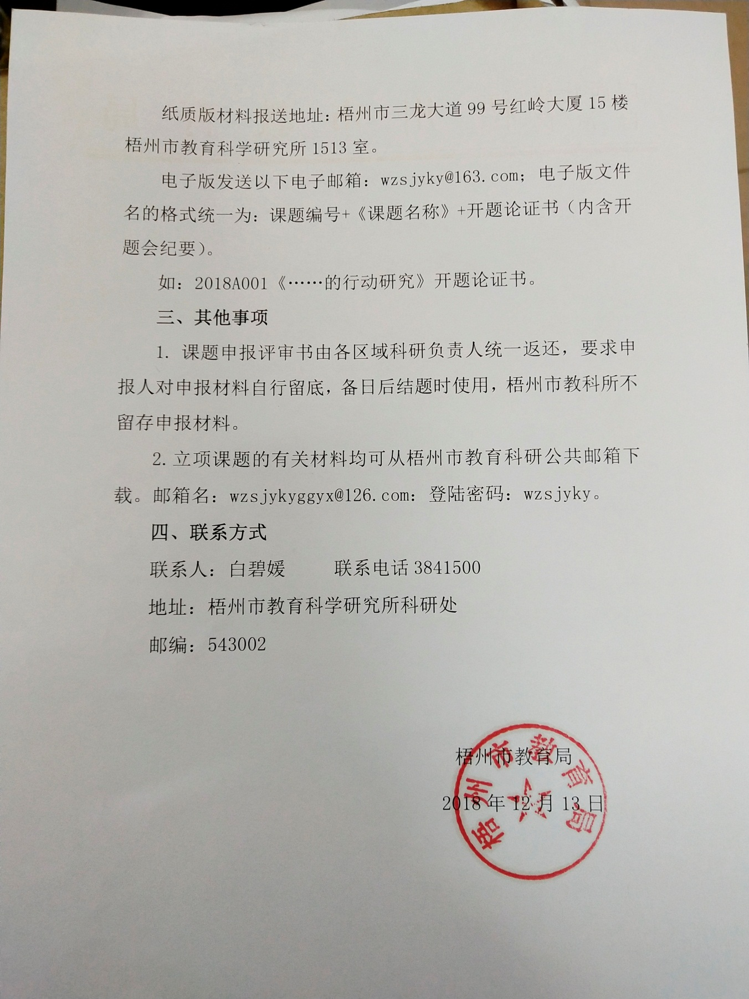 纸质版材料报送地址：梧州市三龙大道 99 号红岭大厦 15 楼
梧州市教育科学研究所 1513 室。
电子版发送以下电子邮箱：wzsjyky@163.com；电子版文件
名的格式统一为：课题编号+《课题名称》+开题论证书（内含开
题会纪要）。
如：2018A001《……的行动研究》开题论证书。
三、其他事项
1. 课题申报评审书由各区域科研负责人统一返还，要求申
报人对申报材料自行留底，备日后结题时使用，梧州市教科所不
留存申报材料。
2.立项课题的有关材料均可从梧州市教育科研公共邮箱下
载。邮箱名：wzsjykyggyx@126.com：登陆密码：wzsjyky。
四、联系方式
联系人：白碧媛 联系电话 3841500
地址：梧州市教育科学研究所科研处
邮编：543002
梧州市教育局
2018 年 12 月 13 日
梧州市教育局